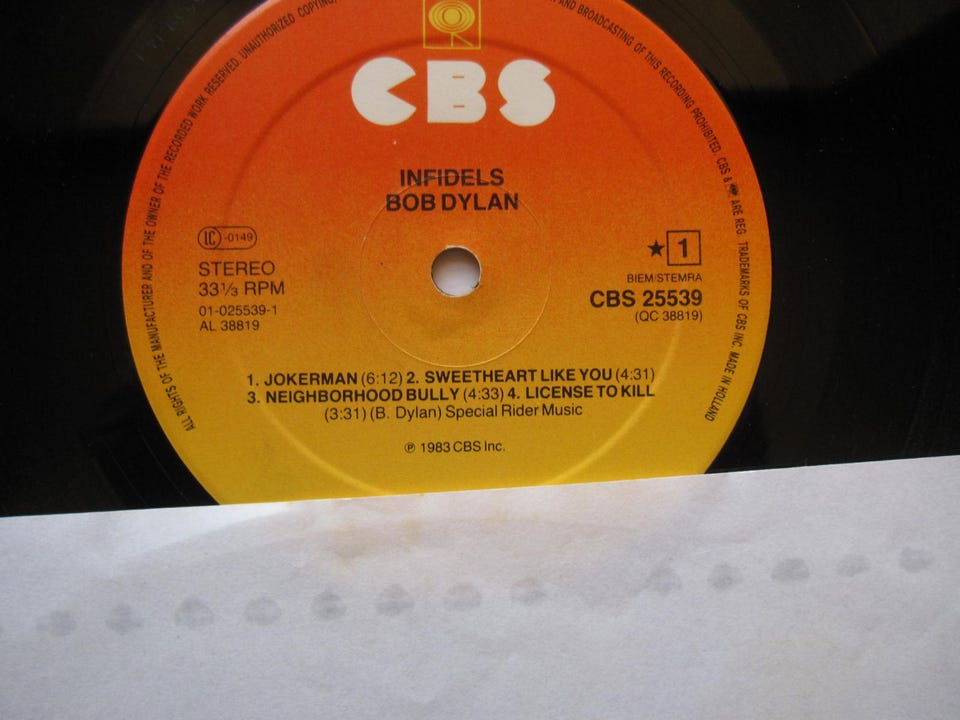 ALL RIGHTS OF THE MANUFACTURER AND OF THE OWNER OF THE RECORDED WORK RESERVED. UNAUTHORIZED COPYING,
AND BROADCASTING OF THIS RECORDING PROHIBITED. CBS & ARE REG. TRADEMARKS OF CBS INC. MADE IN HOLLAND
CBS
INFIDELS
BOB DYLAN
LC -0149
STEREO
33⅓ RPM
01-025539-1
AL 38819
★ 1
BIEM/STEMRA
CBS 25539
(QC 38819)
1. JOKERMAN (6:12) 2. SWEETHEART LIKE YOU (4:31)
3. NEIGHBORHOOD BULLY (4:33) 4. LICENSE TO KILL
(3:31) (B. Dylan) Special Rider Music
℗ 1983 CBS Inc.